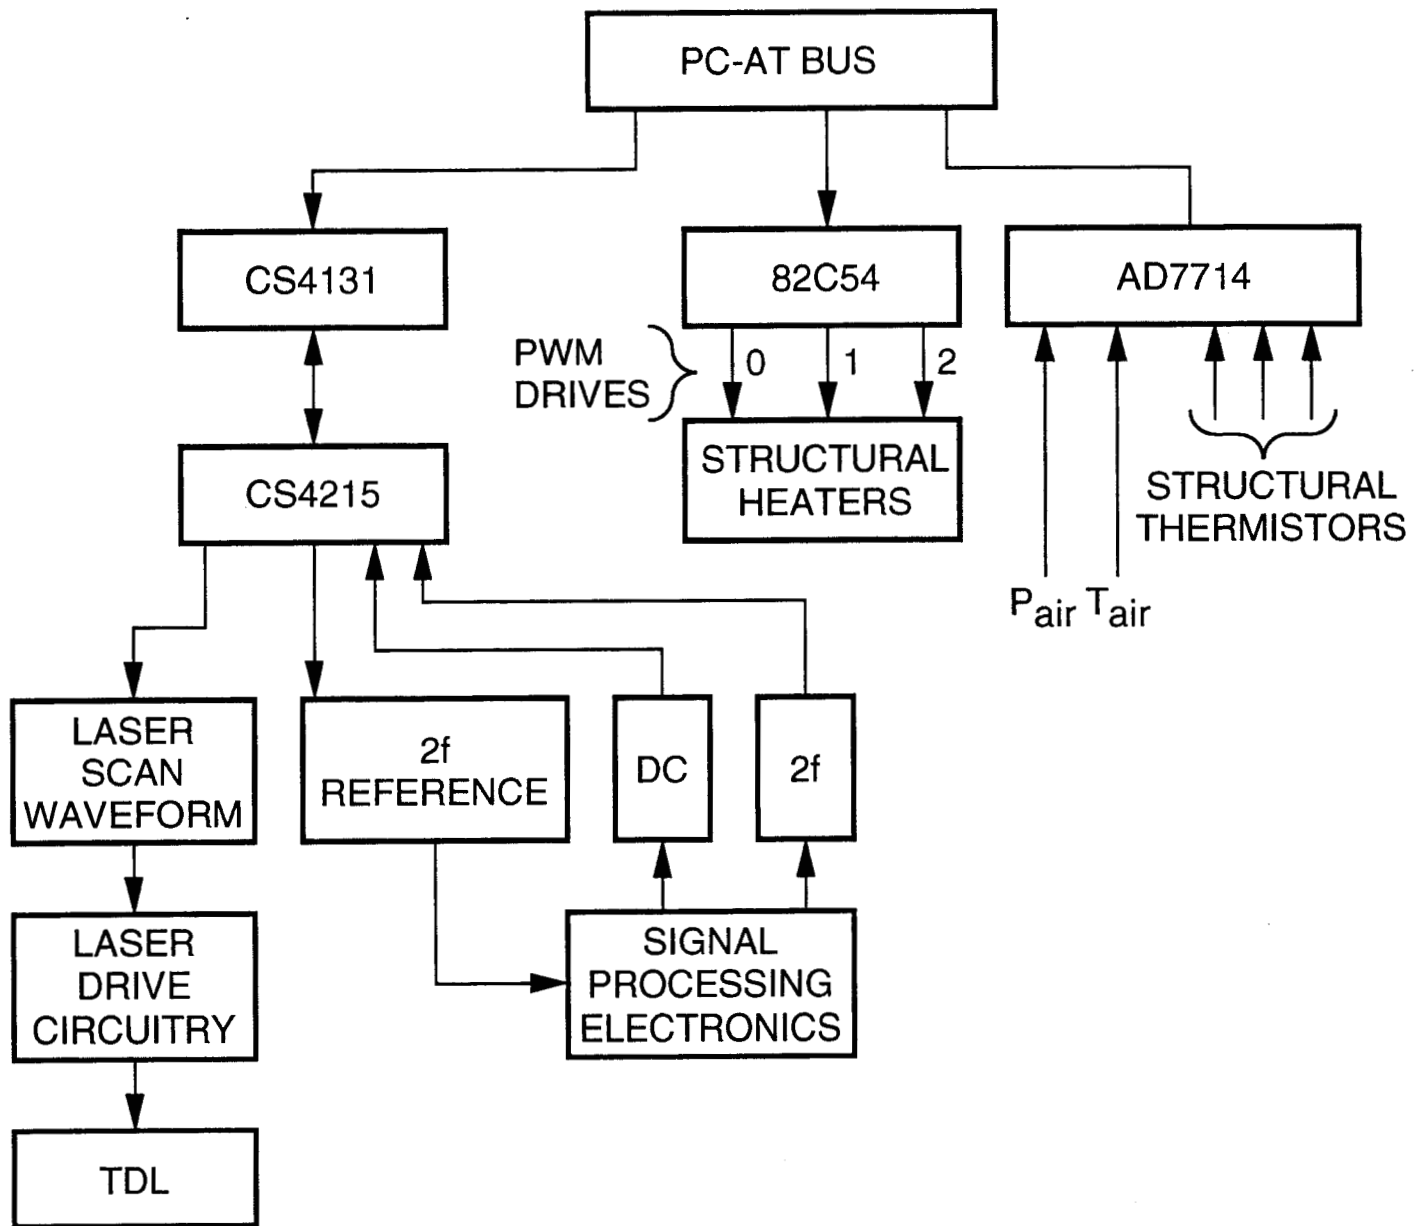 PC-AT BUS
CS4131
82C54
AD7714
PWM
DRIVES
0
1
2
CS4215
STRUCTURAL
HEATERS
STRUCTURAL
THERMISTORS
Pair Tair
LASER
SCAN
WAVEFORM
2f
REFERENCE
DC
2f
LASER
DRIVE
CIRCUITRY
SIGNAL
PROCESSING
ELECTRONICS
TDL